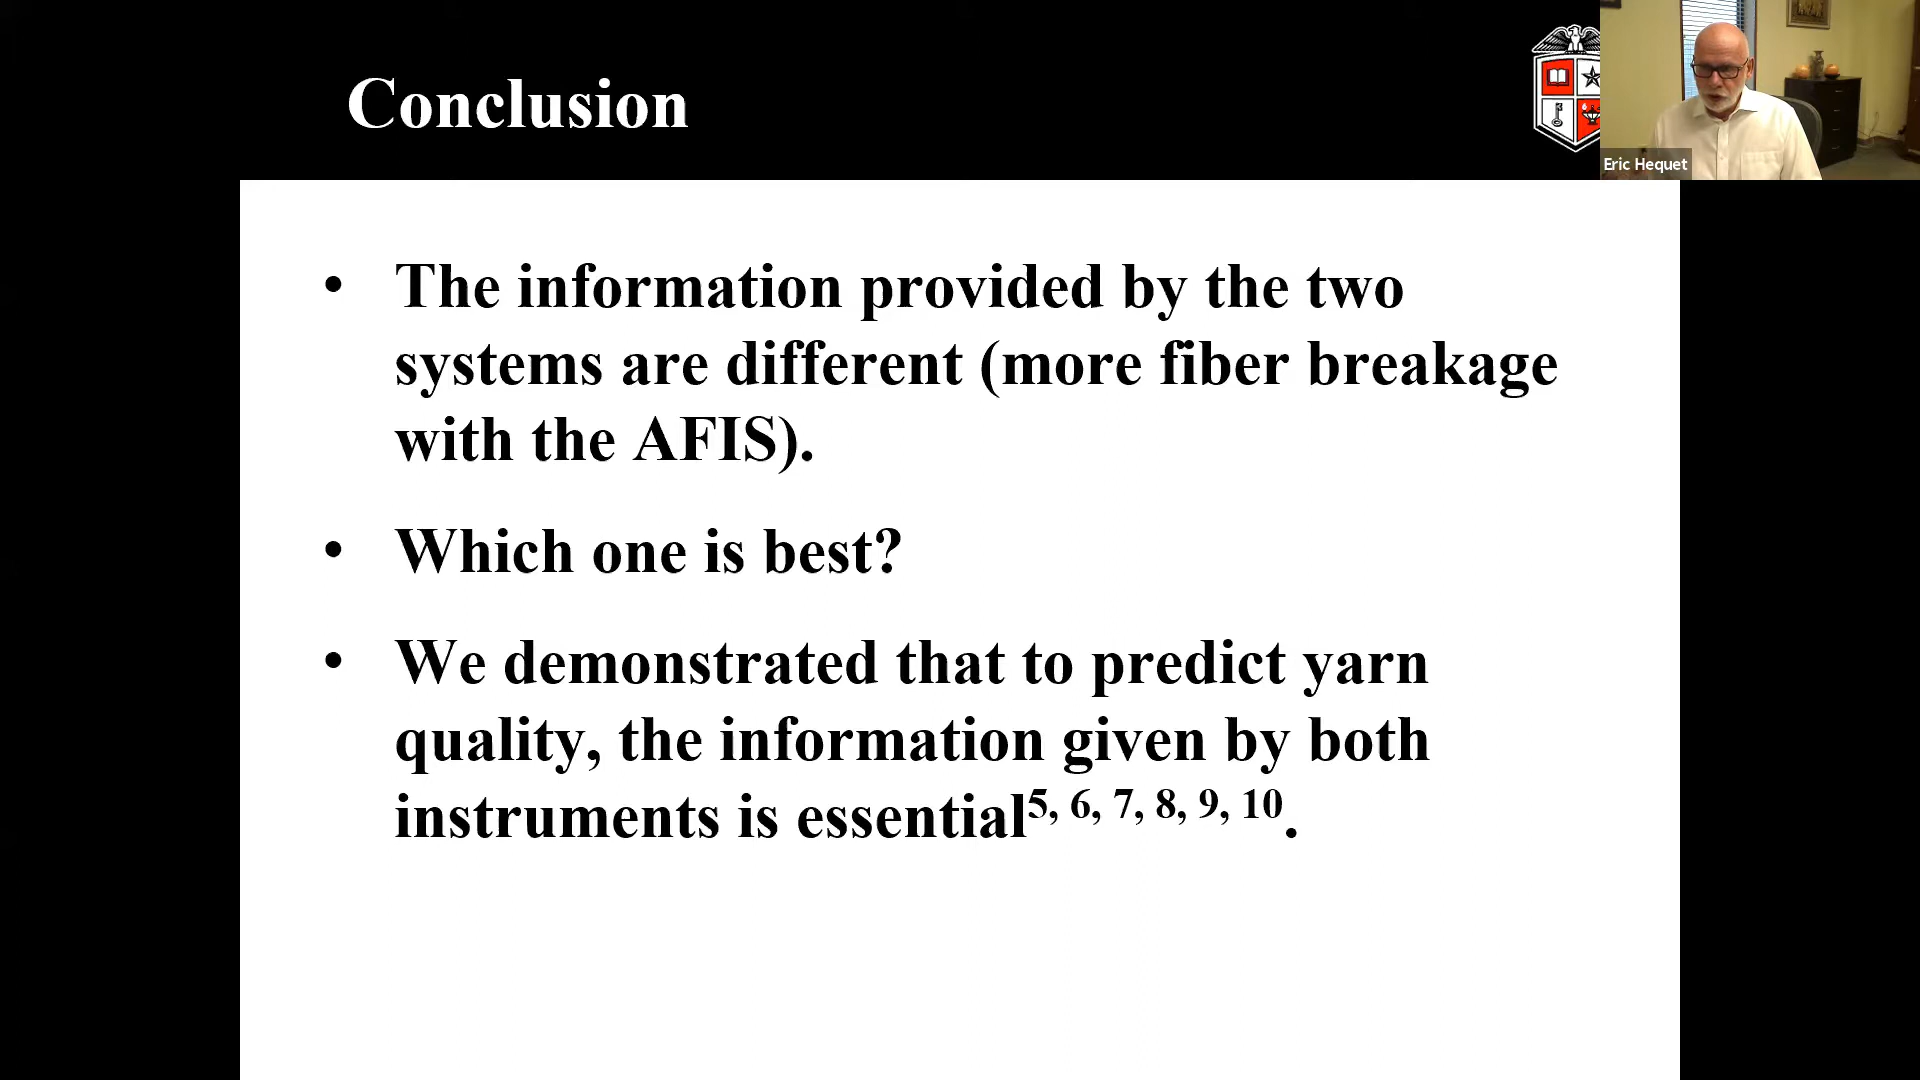 Conclusion
Eric Hequet
• The information provided by the two
systems are different (more fiber breakage
with the AFIS).
• Which one is best?
• We demonstrated that to predict yarn
quality, the information given by both
instruments is essential5, 6, 7, 8, 9, 10.